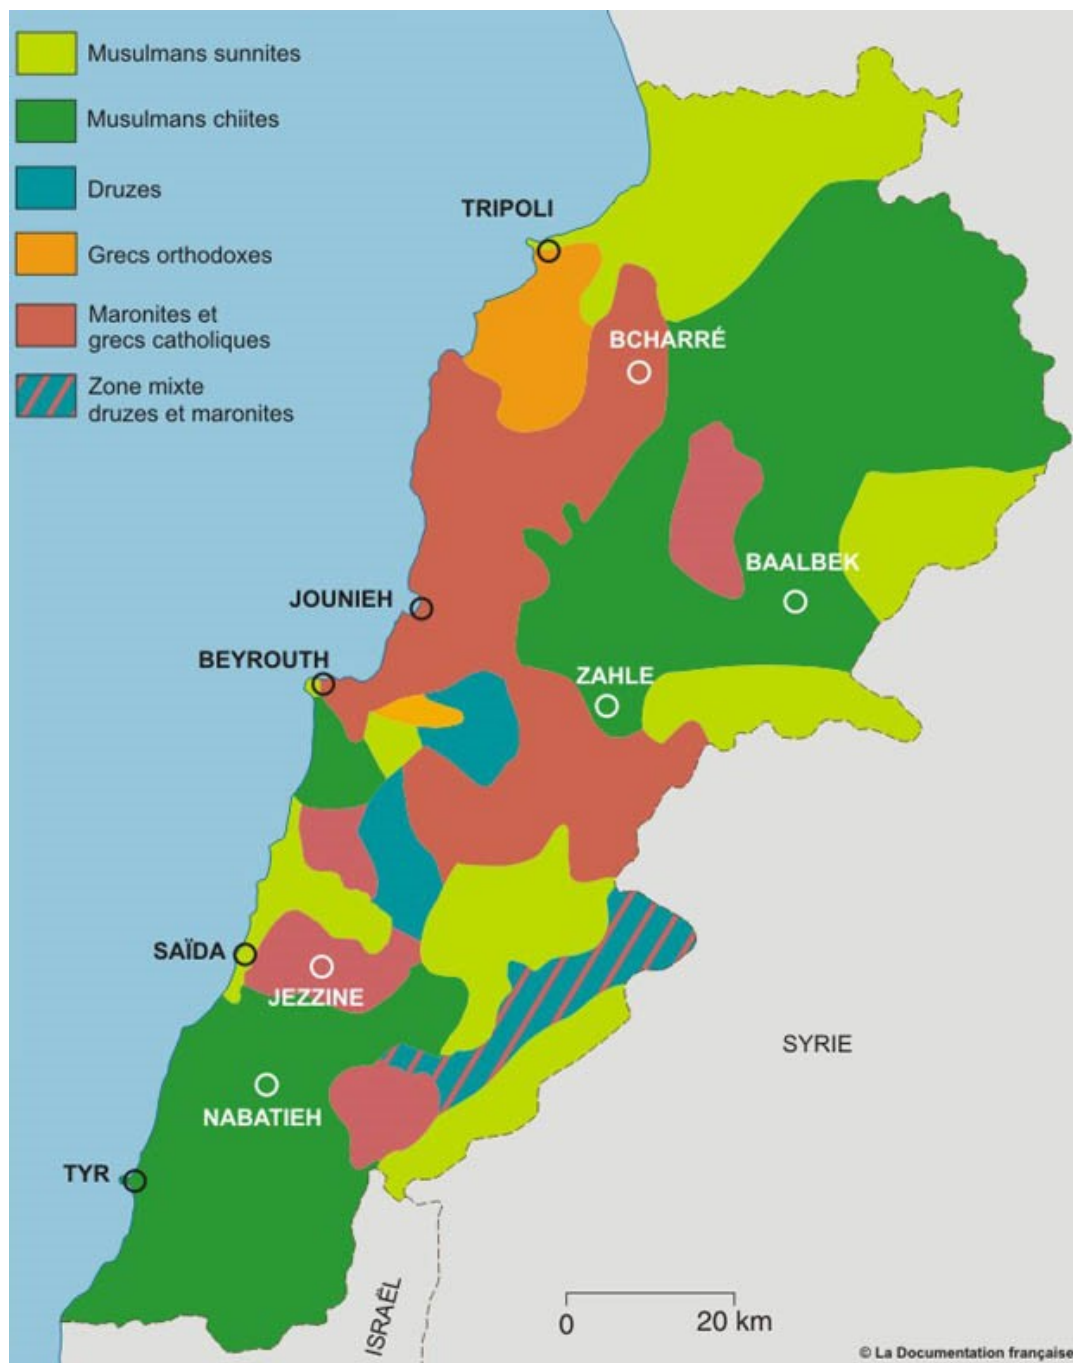 Musulmans sunnites
Musulmans chiites
Druzes
Grecs orthodoxes
Maronites et
grecs catholiques
Zone mixte
druzes et maronites
TRIPOLI
BCHARRÉ
BAALBEK
JOUNIEH
BEYROUTH
ZAHLE
SAÏDA
JEZZINE
SYRIE
NABATIEH
TYR
ISRAËL
0 20 km
© La Documentation française